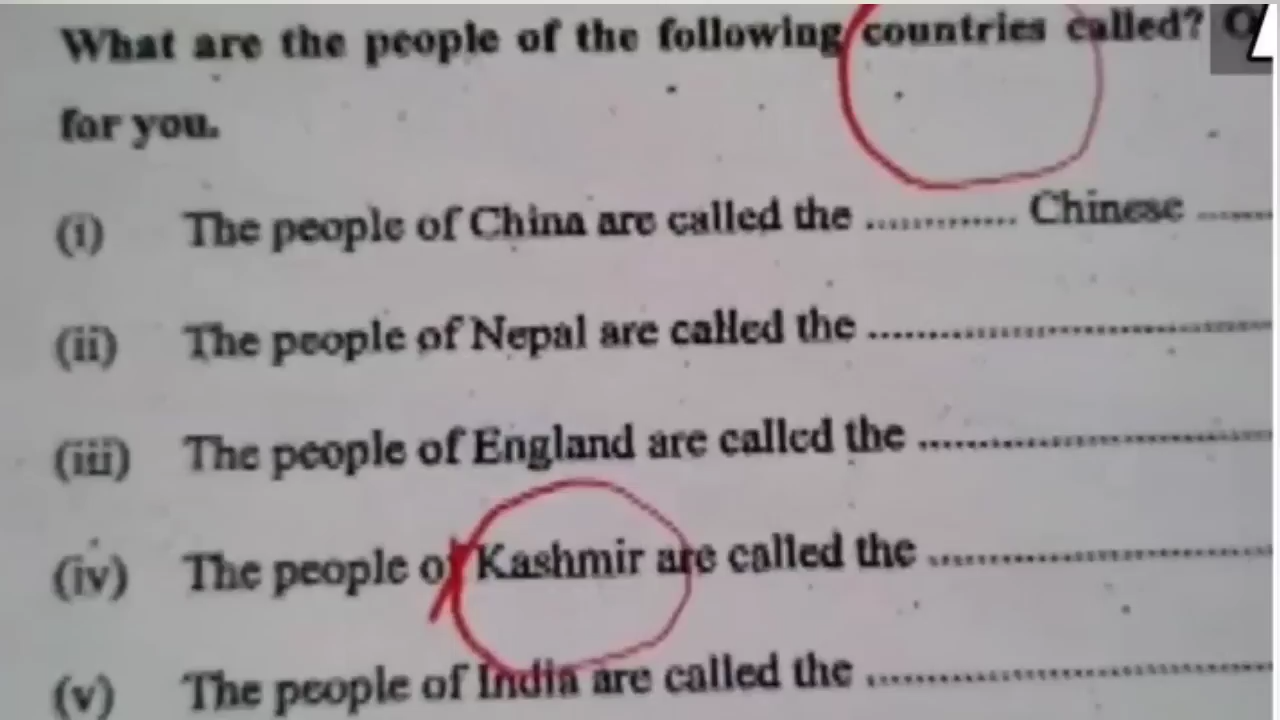 What are the people of the following countries called?
for you.
(i) The people of China are called the ............ Chinese ......
(ii) The people of Nepal are called the ..............................
(iii) The people of England are called the ..............................
(iv) The people of Kashmir are called the ..............................
(v) The people of India are called the ..............................